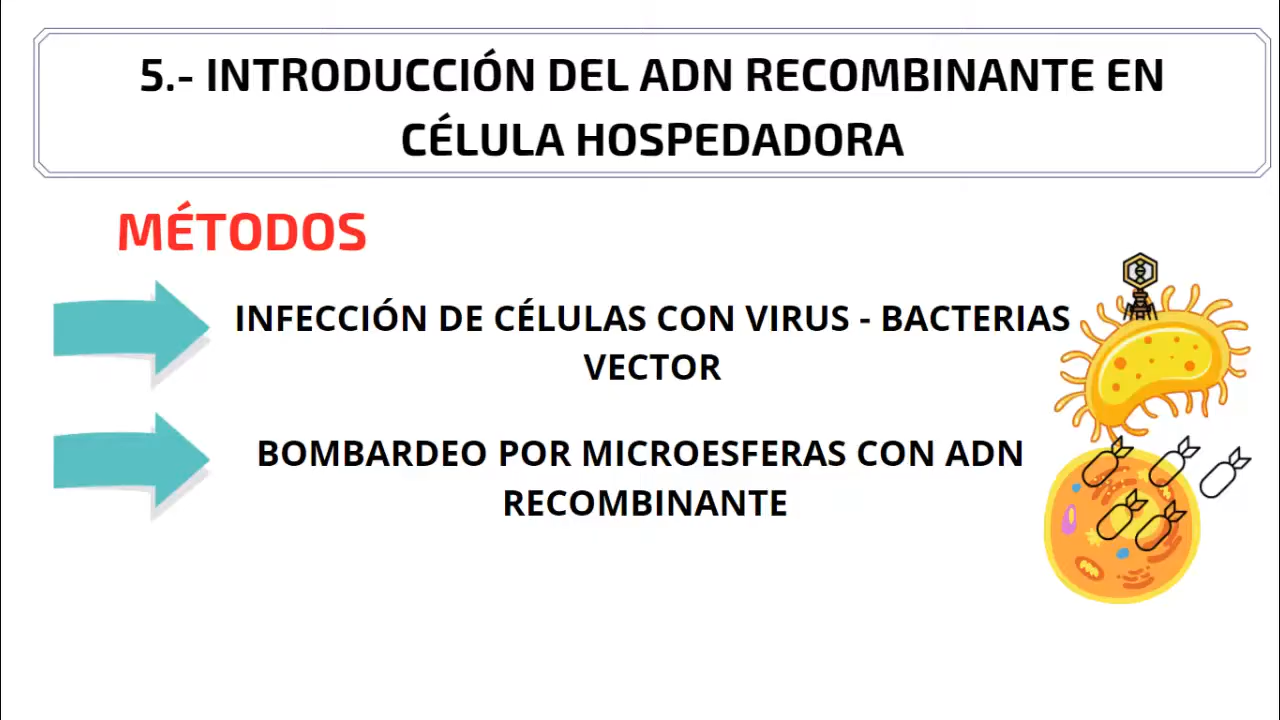 5.- INTRODUCCIÓN DEL ADN RECOMBINANTE EN
CÉLULA HOSPEDADORA
MÉTODOS
INFECCIÓN DE CÉLULAS CON VIRUS - BACTERIAS
VECTOR
BOMBARDEO POR MICROESFERAS CON ADN
RECOMBINANTE